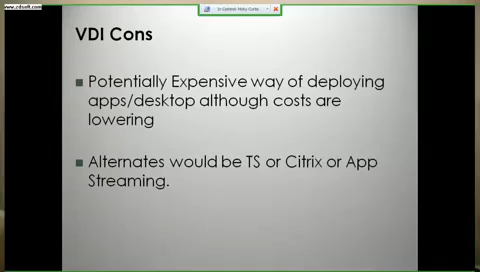 www.zdsoft.com
VDI Cons
Potentially Expensive way of deploying
apps/desktop although costs are
lowering
Alternates would be TS or Citrix or App
Streaming.